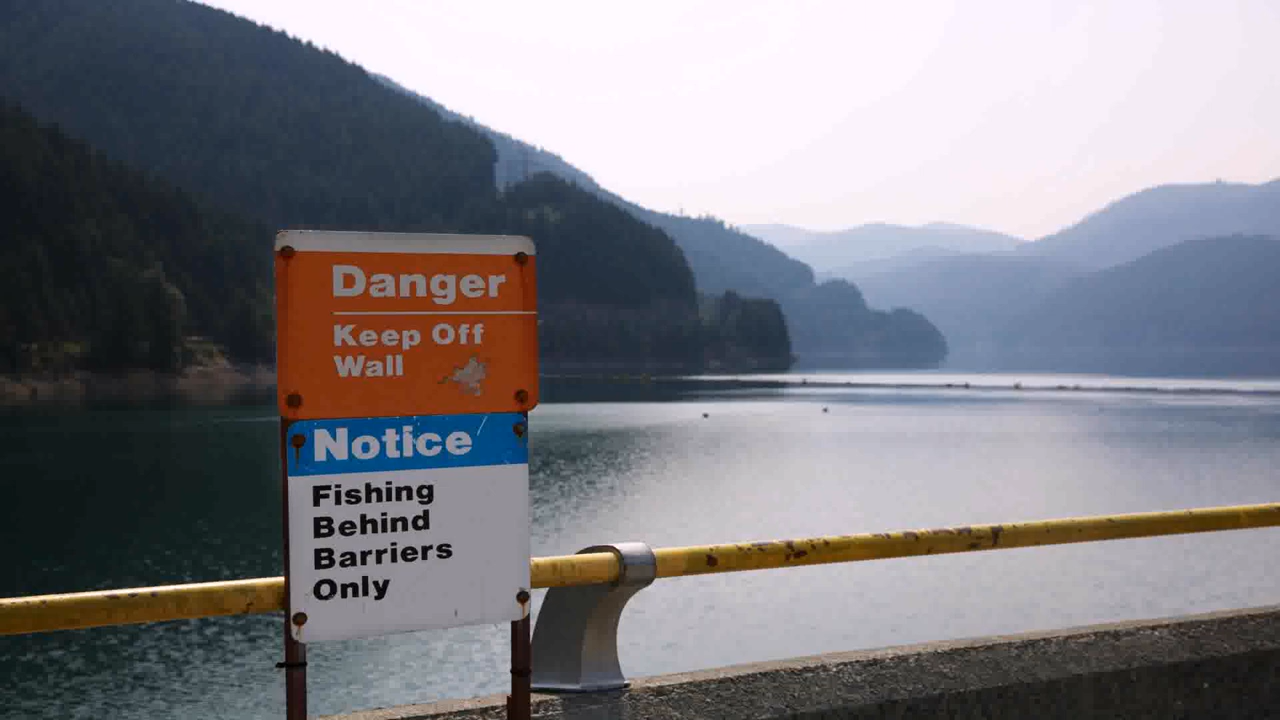 Danger
Keep Off
Wall
Notice
Fishing
Behind
Barriers
Only